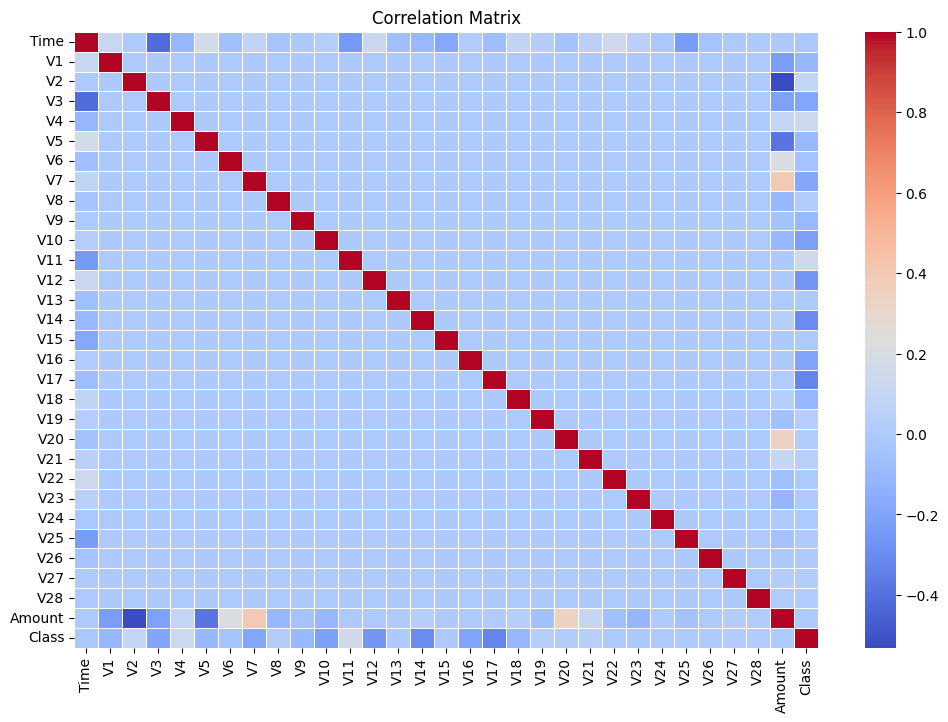 Correlation Matrix
Time
V1
V2
V3
V4
V5
V6
V7
V8
V9
V10
V11
V12
V13
V14
V15
V16
V17
V18
V19
V20
V21
V22
V23
V24
V25
V26
V27
V28
Amount
Class
Time V1 V2 V3 V4 V5 V6 V7 V8 V9 V10 V11 V12 V13 V14 V15 V16 V17 V18 V19 V20 V21 V22 V23 V24 V25 V26 V27 V28 Amount Class
1.0
0.8
0.6
0.4
0.2
0.0
−0.2
−0.4